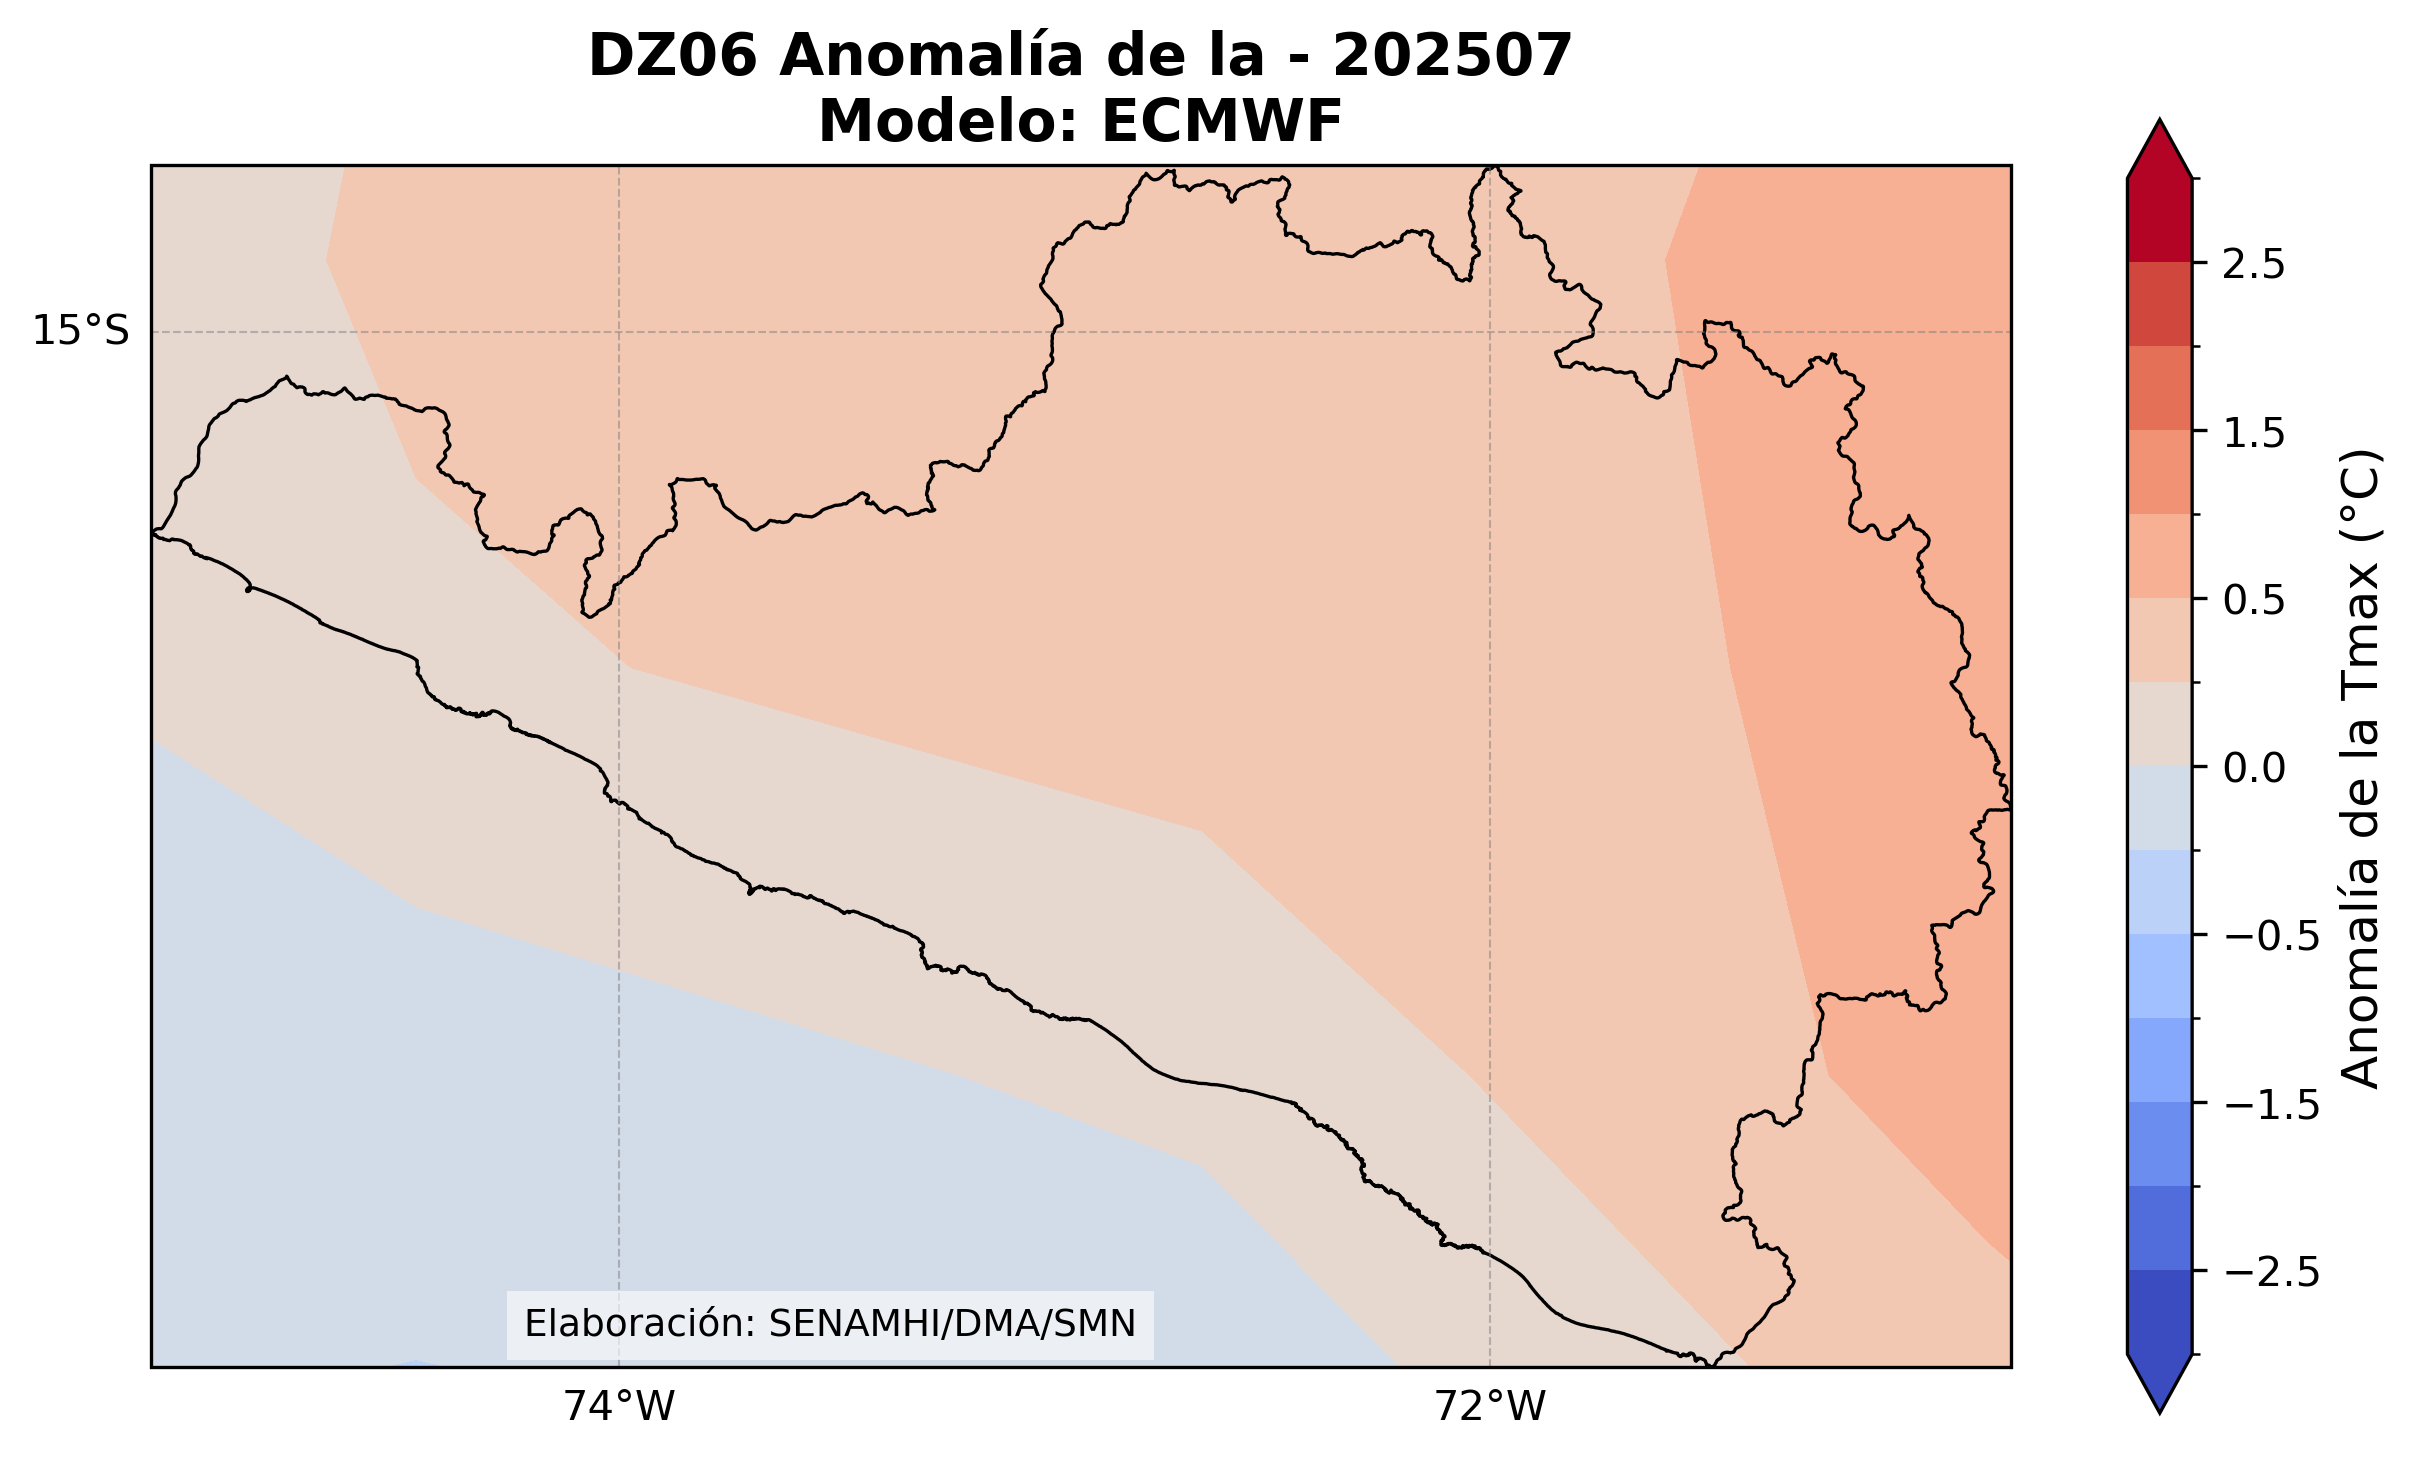 DZ06 Anomalía de la - 202507
Modelo: ECMWF
15°S
74°W
72°W
Elaboración: SENAMHI/DMA/SMN
2.5
1.5
0.5
0.0
−0.5
−1.5
−2.5
Anomalía de la Tmax (°C)